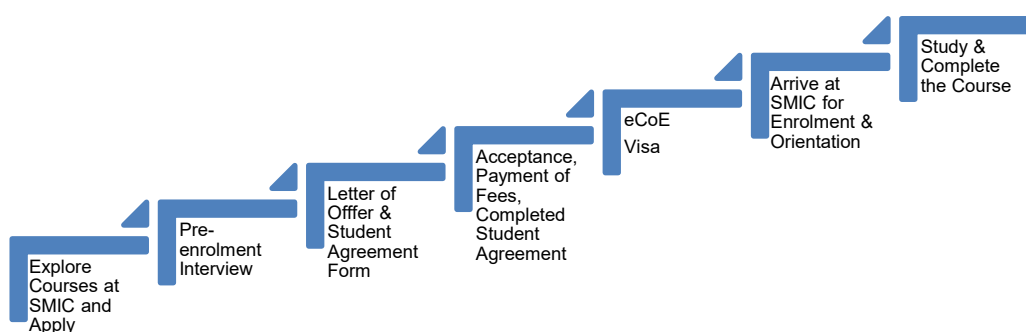 Explore
Courses at
SMIC and
Apply
Pre-
enrolment
Interview
Letter of
Offfer &
Student
Agreement
Form
Acceptance,
Payment of
Fees,
Completed
Student
Agreement
eCoE
Visa
Arrive at
SMIC for
Enrolment &
Orientation
Study &
Complete
the Course